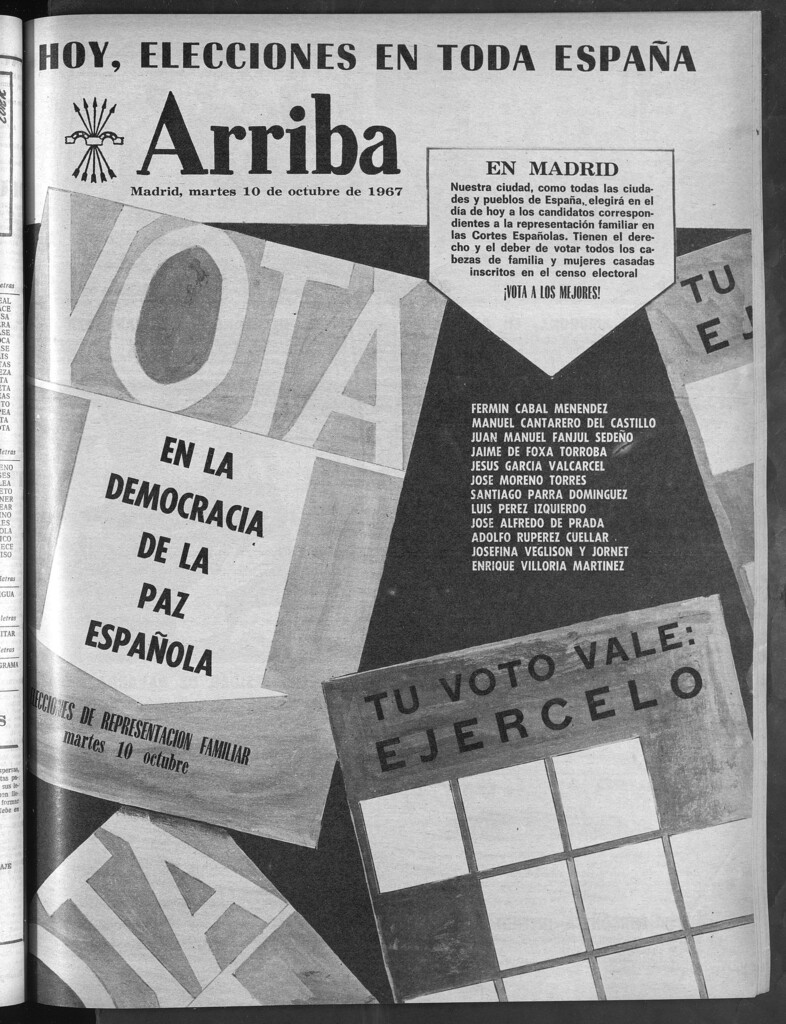 HOY, ELECCIONES EN TODA ESPAÑA
Arriba
Madrid, martes 10 de octubre de 1967
EN MADRID
Nuestra ciudad, como todas las ciuda-
des y pueblos de España, elegirá en el
día de hoy a los candidatos correspon-
dientes a la representación familiar en
las Cortes Españolas. Tienen el dere-
cho y el deber de votar todos los ca-
bezas de familia y mujeres casadas
inscritos en el censo electoral
¡VOTA A LOS MEJORES!
VOTA
EN LA
DEMOCRACIA
DE LA
PAZ
ESPAÑOLA
ELECCIONES DE REPRESENTACION FAMILIAR
martes 10 octubre
TU
EJ
FERMIN CABAL MENENDEZ
MANUEL CANTARERO DEL CASTILLO
JUAN MANUEL FANJUL SEDEÑO
JAIME DE FOXA TORROBA
JESUS GARCIA VALCARCEL
JOSE MORENO TORRES
SANTIAGO PARRA DOMINGUEZ
LUIS PEREZ IZQUIERDO
JOSE ALFREDO DE PRADA
ADOLFO RUPEREZ CUELLAR
JOSEFINA VEGLISON Y JORNET
ENRIQUE VILLORIA MARTINEZ
TU VOTO VALE:
EJERCELO
OTA